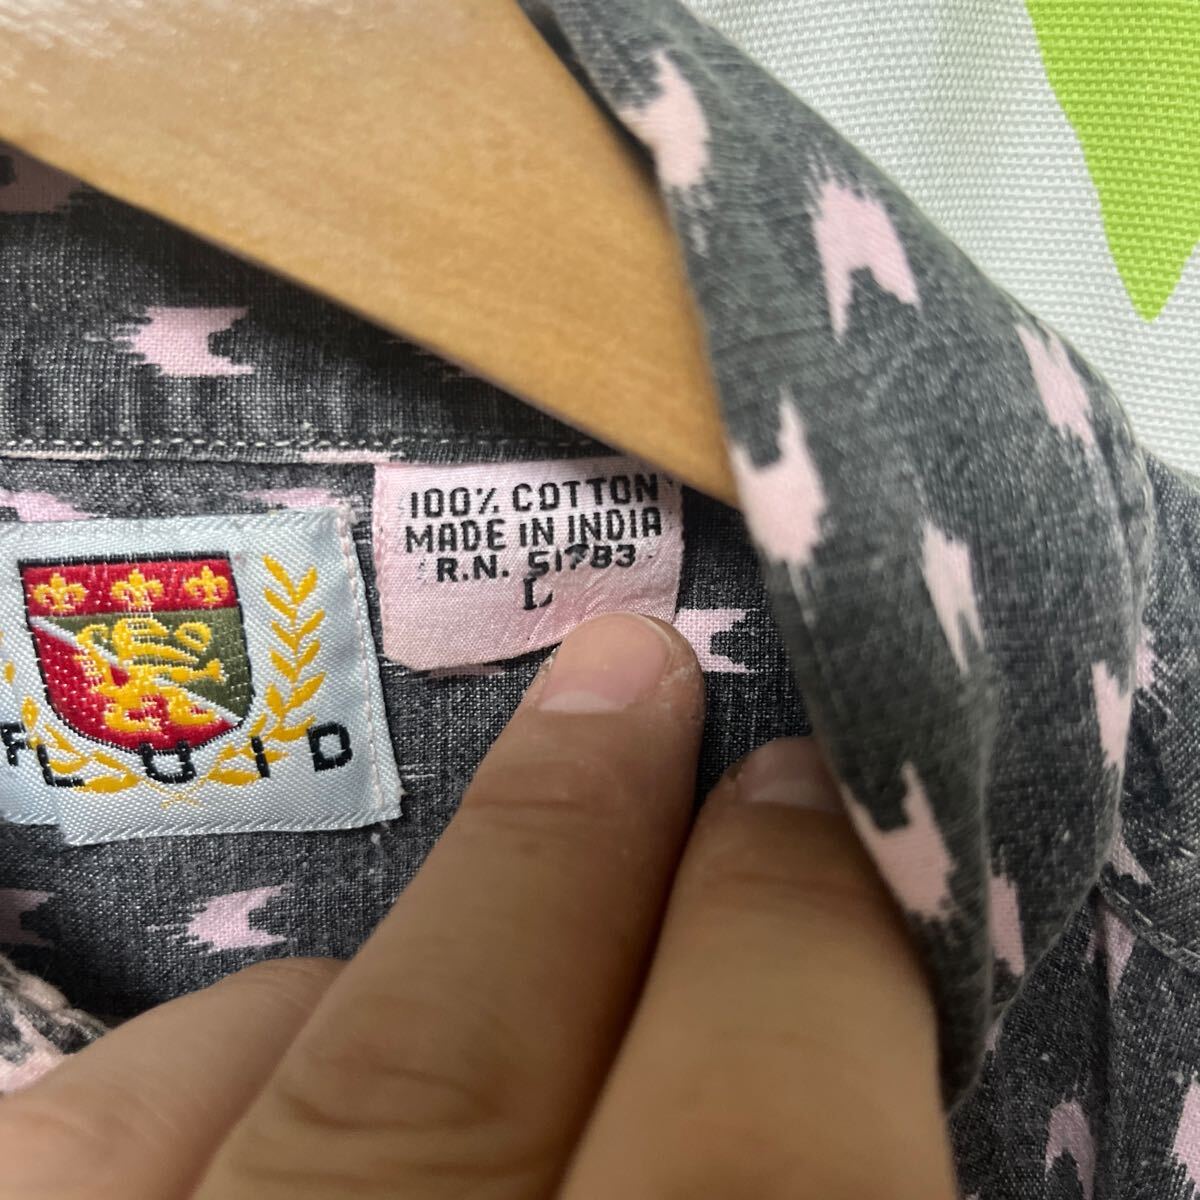 100% COTTON
MADE IN INDIA
R.N. 51783
L
FLUID